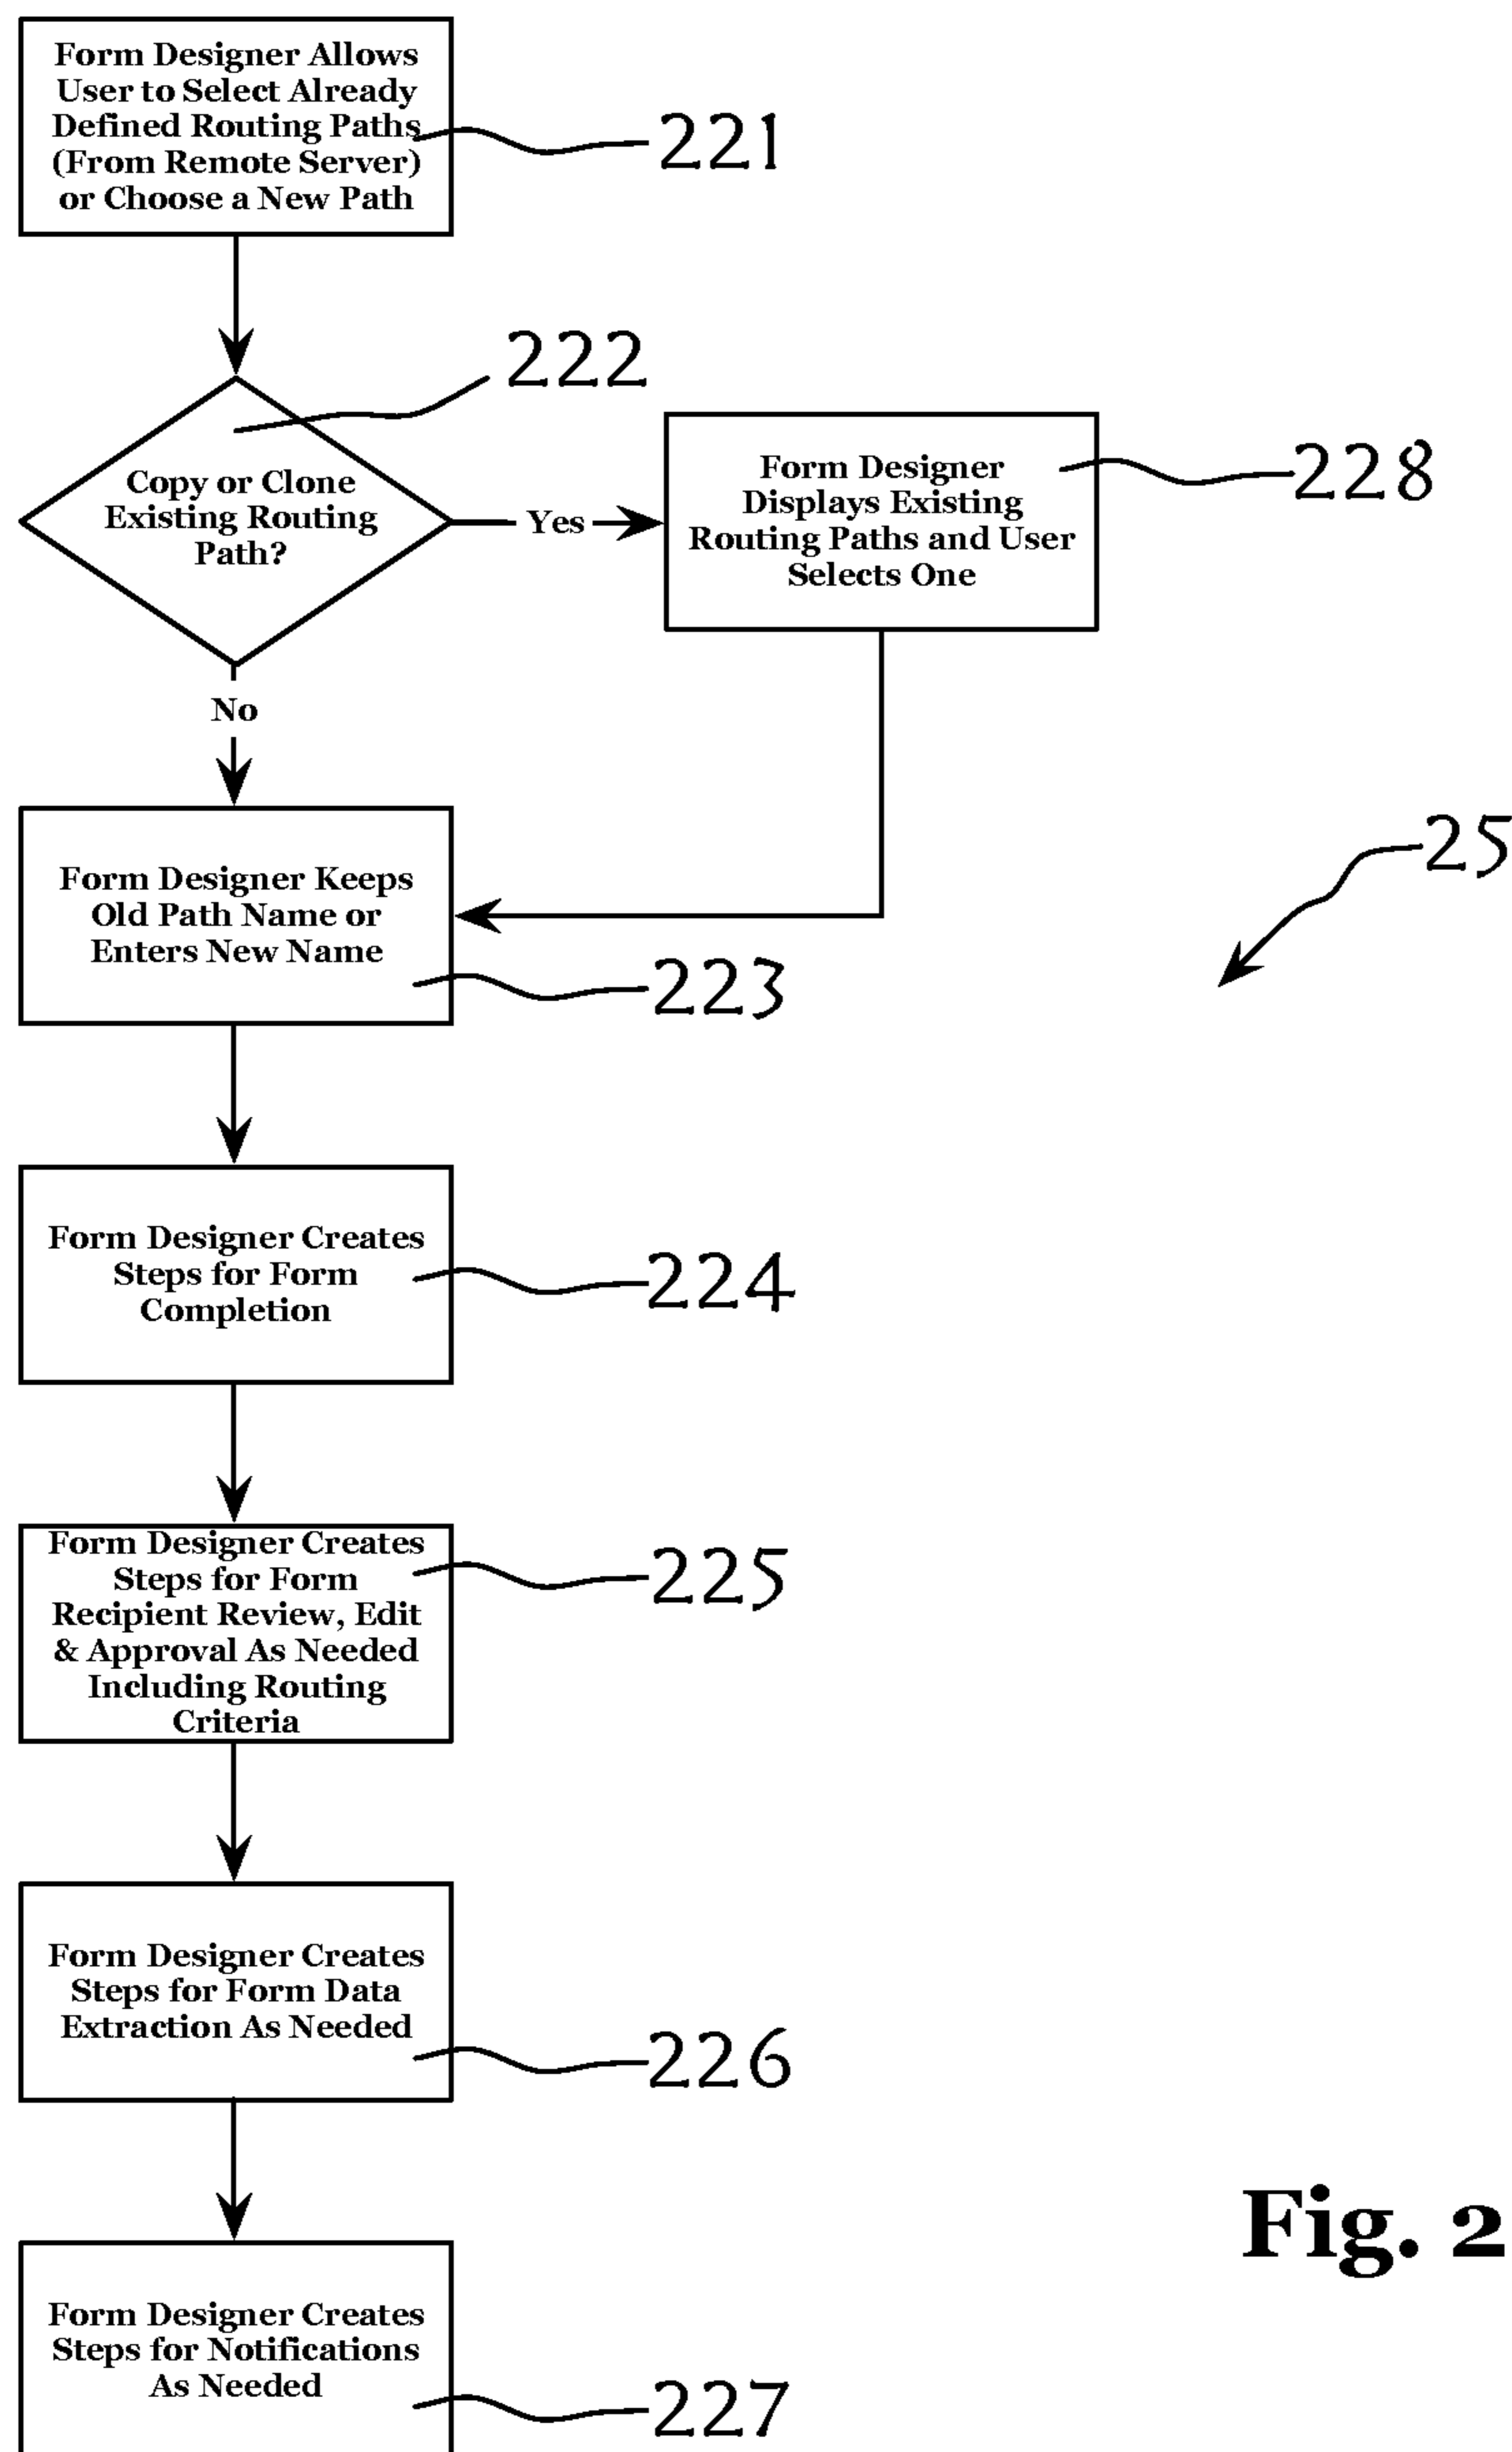 Form Designer Allows
User to Select Already
Defined Routing Paths
(From Remote Server)
or Choose a New Path
221
222
Copy or Clone
Existing Routing
Path?
Yes
Form Designer
Displays Existing
Routing Paths and User
Selects One
228
No
25
Form Designer Keeps
Old Path Name or
Enters New Name
223
Form Designer Creates
Steps for Form
Completion
224
Form Designer Creates
Steps for Form
Recipient Review, Edit
& Approval As Needed
Including Routing
Criteria
225
Form Designer Creates
Steps for Form Data
Extraction As Needed
226
Fig. 2
Form Designer Creates
Steps for Notifications
As Needed
227